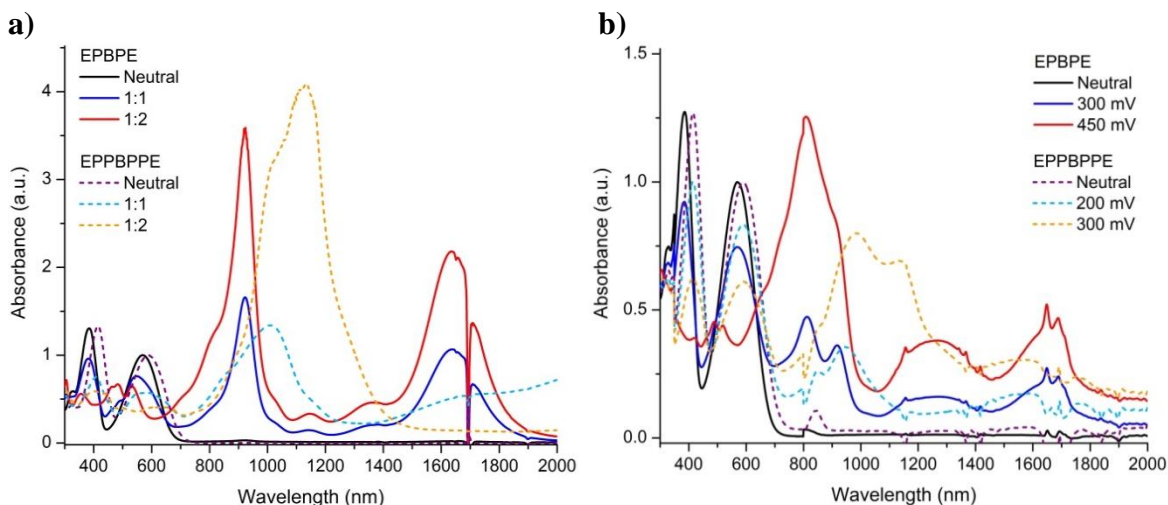 a)
EPBPE
Neutral
1:1
1:2
EPPBPPE
Neutral
1:1
1:2
Absorbance (a.u.)
4
3
2
1
0
400 600 800 1000 1200 1400 1600 1800 2000
Wavelength (nm)
b)
EPBPE
Neutral
300 mV
450 mV
EPPBPPE
Neutral
200 mV
300 mV
Absorbance (a.u.)
1.5
1.0
0.5
0.0
400 600 800 1000 1200 1400 1600 1800 2000
Wavelength (nm)